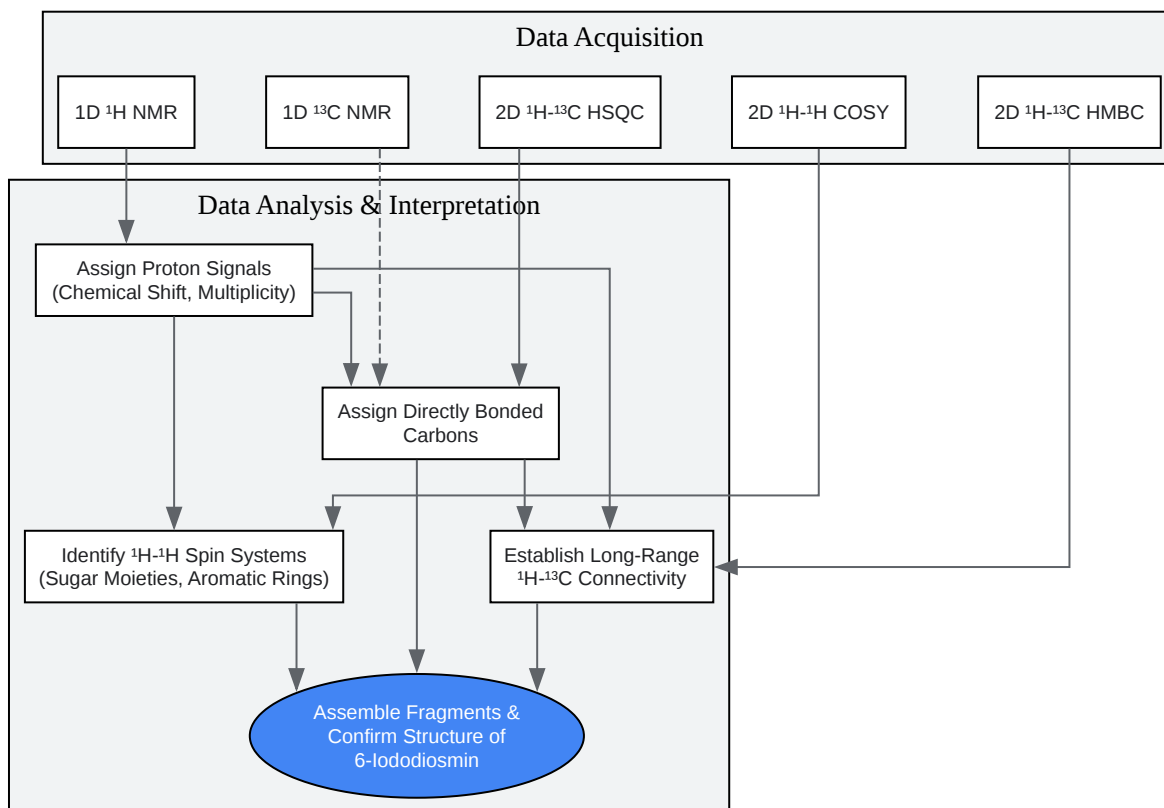 Data Acquisition
1D ¹H NMR
1D ¹³C NMR
2D ¹H-¹³C HSQC
2D ¹H-¹H COSY
2D ¹H-¹³C HMBC
Data Analysis & Interpretation
Assign Proton Signals
(Chemical Shift, Multiplicity)
Assign Directly Bonded
Carbons
Identify ¹H-¹H Spin Systems
(Sugar Moieties, Aromatic Rings)
Establish Long-Range
¹H-¹³C Connectivity
Assemble Fragments &
Confirm Structure of
6-Iododiosmin